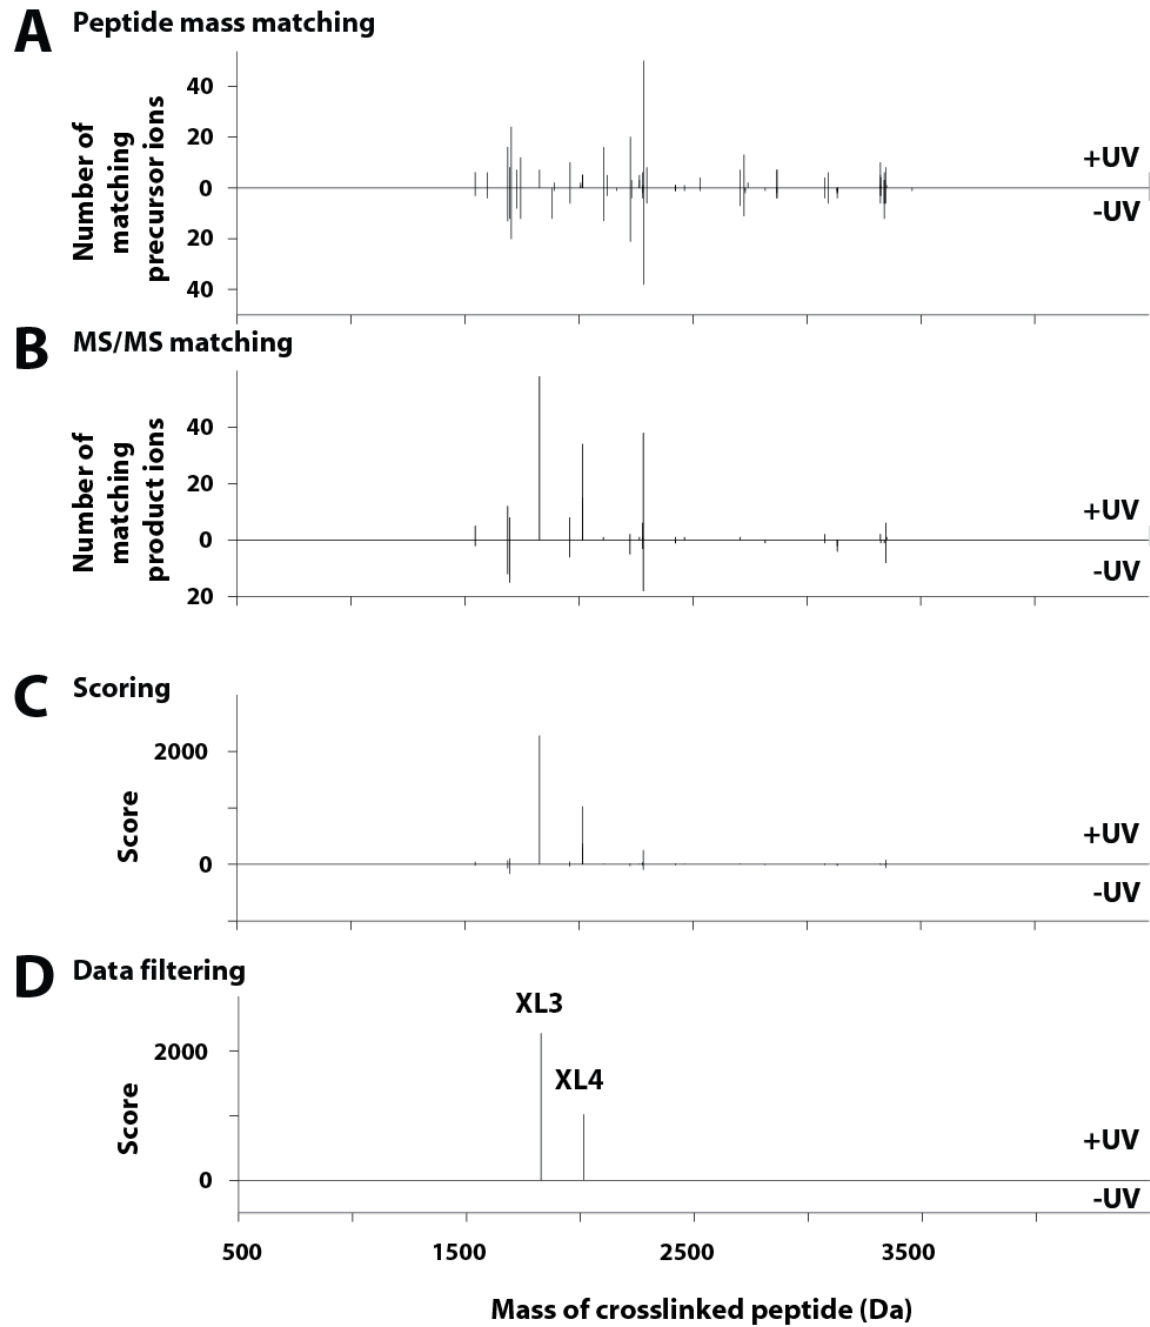 A Peptide mass matching
Number of
matching
precursor ions
40
20
0
20
40
+UV
-UV
B MS/MS matching
Number of
matching
product ions
40
20
0
20
+UV
-UV
C Scoring
Score
2000
0
+UV
-UV
D Data filtering
Score
2000
0
XL3
XL4
+UV
-UV
500 1500 2500 3500
Mass of crosslinked peptide (Da)